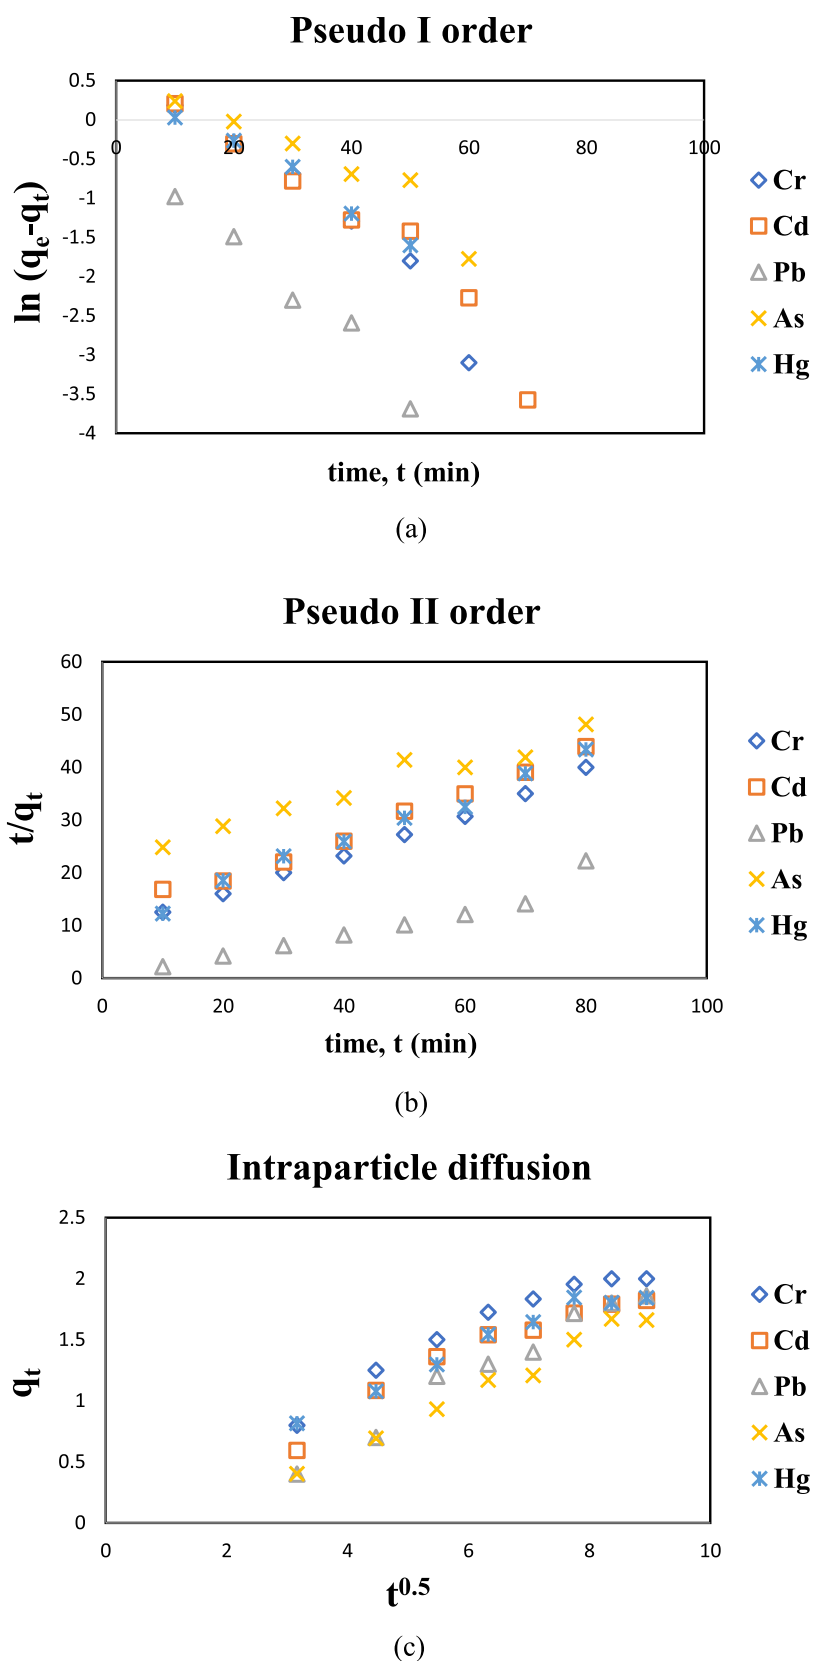 Pseudo I order
0.5
0
-0.5
-1
-1.5
-2
-2.5
-3
-3.5
-4
0 20 40 60 80 100
ln (qe-qt)
time, t (min)
Cr
Cd
Pb
As
Hg
(a)
Pseudo II order
60
50
40
30
20
10
0
0 20 40 60 80 100
t/qt
time, t (min)
Cr
Cd
Pb
As
Hg
(b)
Intraparticle diffusion
2.5
2
1.5
1
0.5
0
0 2 4 6 8 10
qt
t0.5
Cr
Cd
Pb
As
Hg
(c)